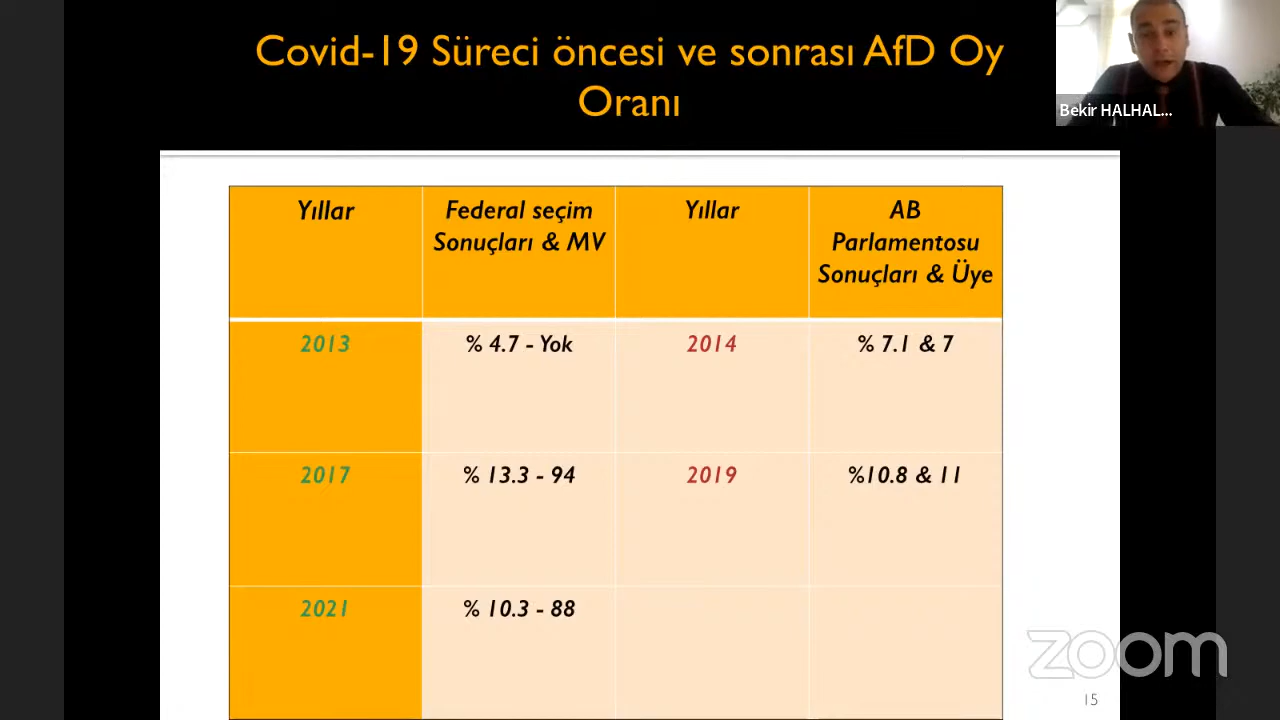 Covid-19 Süreci öncesi ve sonrası AfD Oy
Oranı
Bekir HALHAL...
Yıllar
Federal seçim
Sonuçları & MV
Yıllar
AB
Parlamentosu
Sonuçları & Üye
2013
% 4.7 - Yok
2014
% 7.1 & 7
2017
% 13.3 - 94
2019
%10.8 & 11
2021
% 10.3 - 88
zoom
15